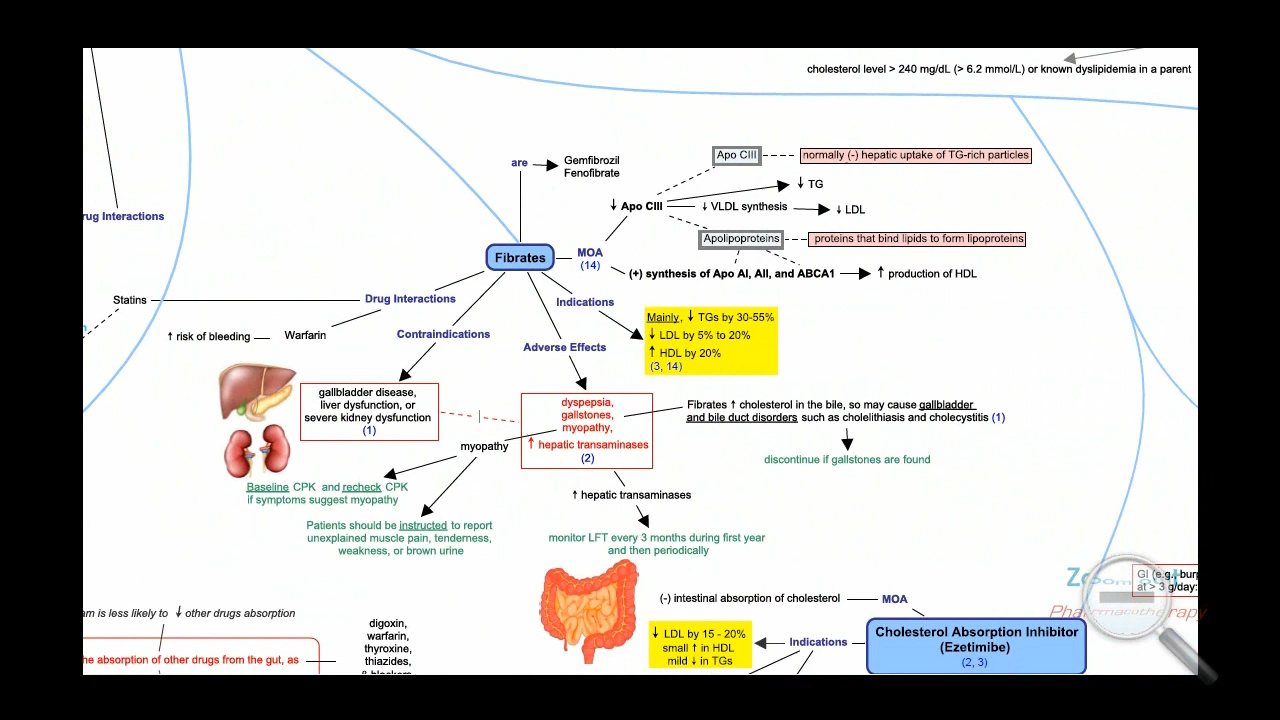 cholesterol level > 240 mg/dL (> 6.2 mmol/L) or known dyslipidemia in a parent
are
Gemfibrozil
Fenofibrate
Apo CIII
normally (-) hepatic uptake of TG-rich particles
↓ TG
↓ Apo CIII
↓ VLDL synthesis
↓ LDL
rug Interactions
Apolipoproteins
proteins that bind lipids to form lipoproteins
Fibrates
MOA
(14)
(+) synthesis of Apo AI, AII, and ABCA1
↑ production of HDL
Statins
Drug Interactions
Indications
↑ risk of bleeding
Warfarin
Contraindications
Adverse Effects
Mainly, ↓ TGs by 30-55%
↓ LDL by 5% to 20%
↑ HDL by 20%
(3, 14)
gallbladder disease,
liver dysfunction, or
severe kidney dysfunction
(1)
dyspepsia,
gallstones,
myopathy,
↑ hepatic transaminases
(2)
Fibrates ↑ cholesterol in the bile, so may cause gallbladder
and bile duct disorders such as cholelithiasis and cholecystitis (1)
discontinue if gallstones are found
myopathy
Baseline CPK and recheck CPK
if symptoms suggest myopathy
↑ hepatic transaminases
Patients should be instructed to report
unexplained muscle pain, tenderness,
weakness, or brown urine
monitor LFT every 3 months during first year
and then periodically
GI (e.g., burp
at > 3 g/day:
Zoom out
Pharmacotherapy
(-) intestinal absorption of cholesterol
MOA
am is less likely to ↓ other drugs absorption
digoxin,
warfarin,
thyroxine,
thiazides,
β-blockers
he absorption of other drugs from the gut, as
↓ LDL by 15 - 20%
small ↑ in HDL
mild ↓ in TGs
Indications
Cholesterol Absorption Inhibitor
(Ezetimibe)
(2, 3)